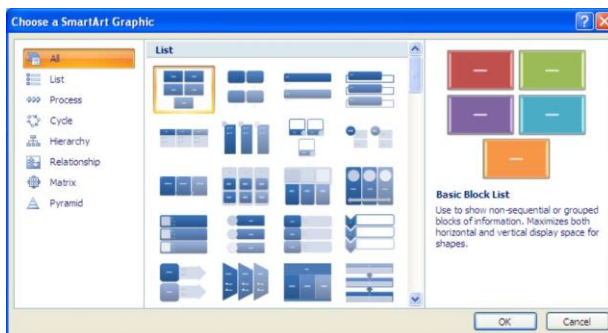 Choose a SmartArt Graphic
All
List
Process
Cycle
Hierarchy
Relationship
Matrix
Pyramid
List
Basic Block List
Use to show non-sequential or grouped
blocks of information. Maximizes both
horizontal and vertical display space for
shapes.
OK
Cancel